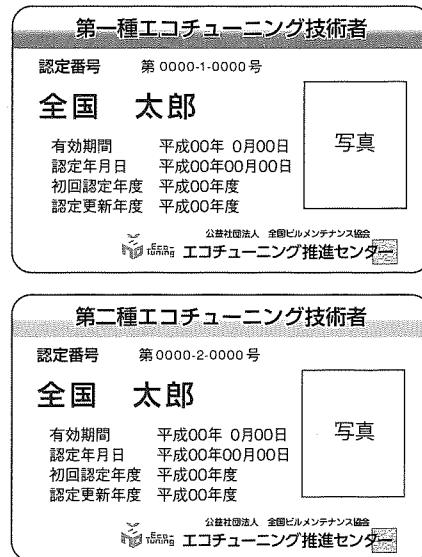 第一種エコチューニング技術者
認定番号　第 0000-1-0000 号
全国　太郎
有効期間　平成00年 0月00日
認定年月日　平成00年00月00日
初回認定年度　平成00年度
認定更新年度　平成00年度
写真
公益社団法人　全国ビルメンテナンス協会
Eco-tuning エコチューニング推進センター
第二種エコチューニング技術者
認定番号　第 0000-2-0000 号
全国　太郎
有効期間　平成00年 0月00日
認定年月日　平成00年00月00日
初回認定年度　平成00年度
認定更新年度　平成00年度
写真
公益社団法人　全国ビルメンテナンス協会
Eco-tuning エコチューニング推進センター